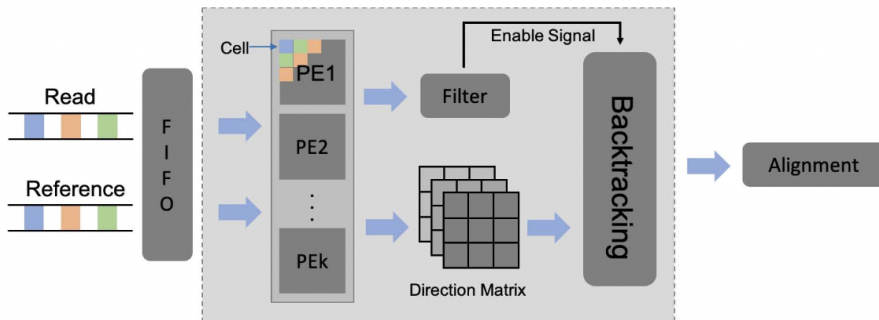 Read
Reference
F
I
F
O
Cell
PE1
PE2
PEk
Enable Signal
Filter
Direction Matrix
Backtracking
Alignment